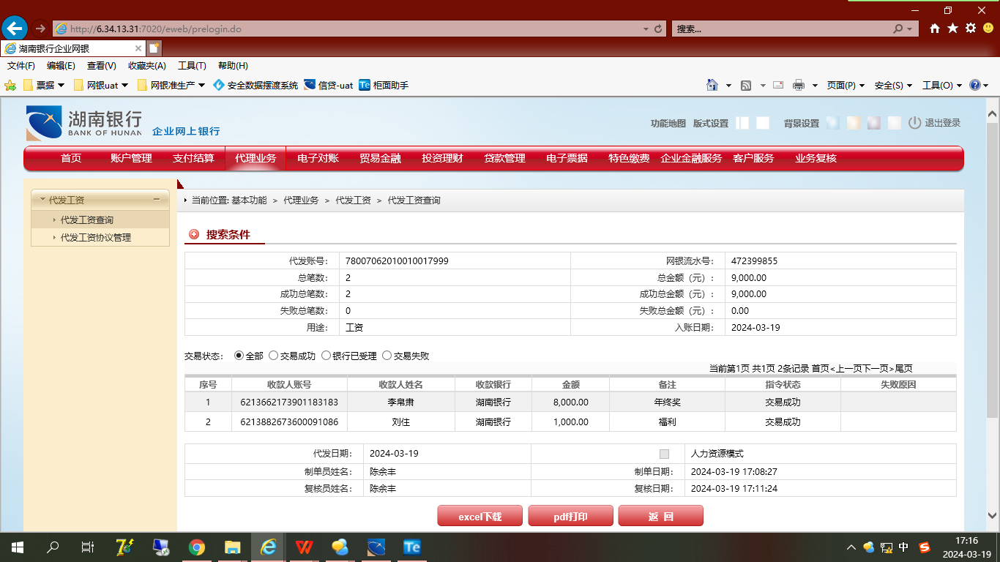 http://6.34.13.31:7020/eweb/prelogin.do
搜索...
湖南银行企业网银
文件(F) 编辑(E) 查看(V) 收藏夹(A) 工具(T) 帮助(H)
票据 网银uat 网银准生产 安全数据摆渡系统 信贷-uat Te 柜面助手 页面(P) 安全(S) 工具(O)
湖南银行
BANK OF HUNAN 企业网上银行
功能地图 版式设置 背景设置 退出登录
首页 账户管理 支付结算 代理业务 电子对账 贸易金融 投资理财 贷款管理 电子票据 特色缴费 企业金融服务 客户服务 业务复核
代发工资
代发工资查询
代发工资协议管理
当前位置: 基本功能 > 代理业务 > 代发工资 > 代发工资查询
搜索条件
代发账号: 78007062010010017999 网银流水号: 472399855
总笔数: 2 总金额（元）: 9,000.00
成功总笔数: 2 成功总金额（元）: 9,000.00
失败总笔数: 0 失败总金额（元）: 0.00
用途: 工资 入账日期: 2024-03-19
交易状态: 全部 交易成功 银行已受理 交易失败
当前第1页 共1页 2条记录 首页<上一页下一页>尾页
序号 收款人账号 收款人姓名 收款银行 金额 备注 指令状态 失败原因
1 6213662173901183183 李帛肃 湖南银行 8,000.00 年终奖 交易成功
2 6213882673600091086 刘住 湖南银行 1,000.00 福利 交易成功
代发日期: 2024-03-19 人力资源模式
制单员姓名: 陈余丰 制单日期: 2024-03-19 17:08:27
复核员姓名: 陈余丰 复核日期: 2024-03-19 17:11:24
excel下载 pdf打印 返 回
Te 中 17:16
2024-03-19